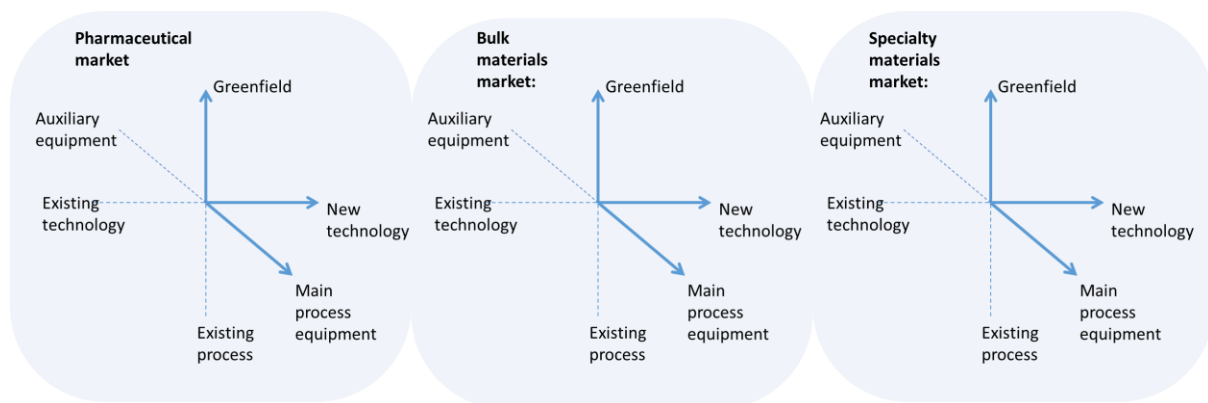 Pharmaceutical
market
Greenfield
Auxiliary
equipment
Existing
technology
New
technology
Main
process
equipment
Existing
process
Bulk
materials
market:
Greenfield
Auxiliary
equipment
Existing
technology
New
technology
Main
process
equipment
Existing
process
Specialty
materials
market:
Greenfield
Auxiliary
equipment
Existing
technology
New
technology
Main
process
equipment
Existing
process